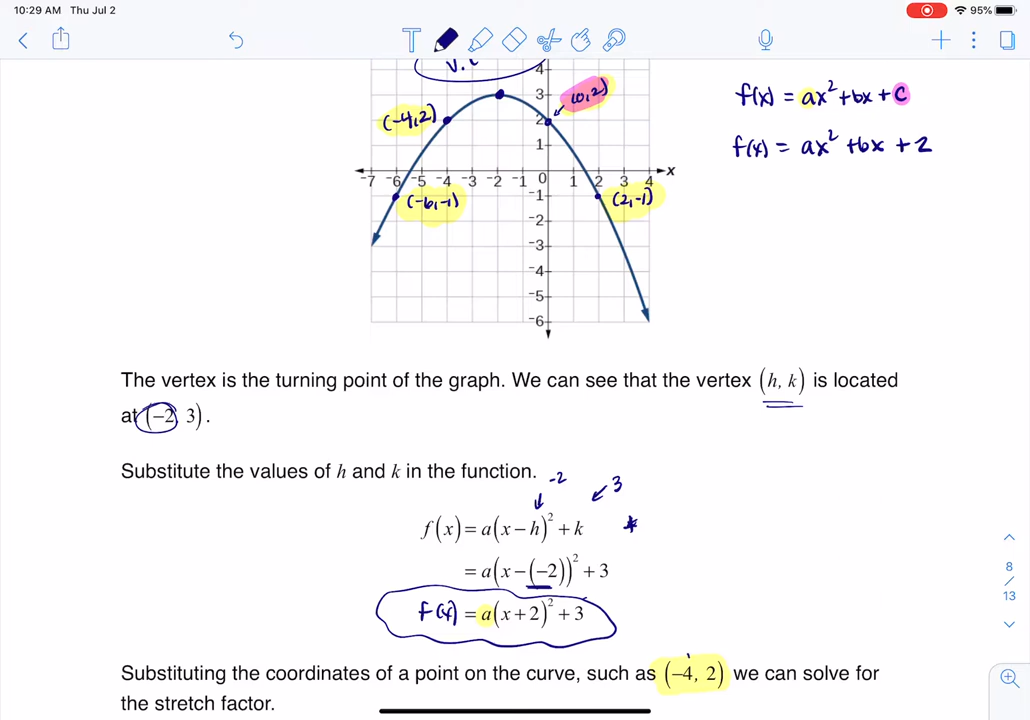 10:29 AM Thu Jul 2
95%
4
3
2
1
-7 -6 -5 -4 -3 -2 -1 0 1 2 3 4 x
-1
-2
-3
-4
-5
-6
(-4,2)
(0,2)
(-6,-1)
(2,-1)
f(x) = ax² + bx + c
f(x) = ax² + bx + 2
The vertex is the turning point of the graph. We can see that the vertex (h, k) is located
at (−2, 3).
Substitute the values of h and k in the function.
-2
3
f(x) = a(x − h)² + k *
= a(x − (−2))² + 3
f(x) = a(x + 2)² + 3
Substituting the coordinates of a point on the curve, such as (−4, 2) we can solve for
the stretch factor.
8
/
13